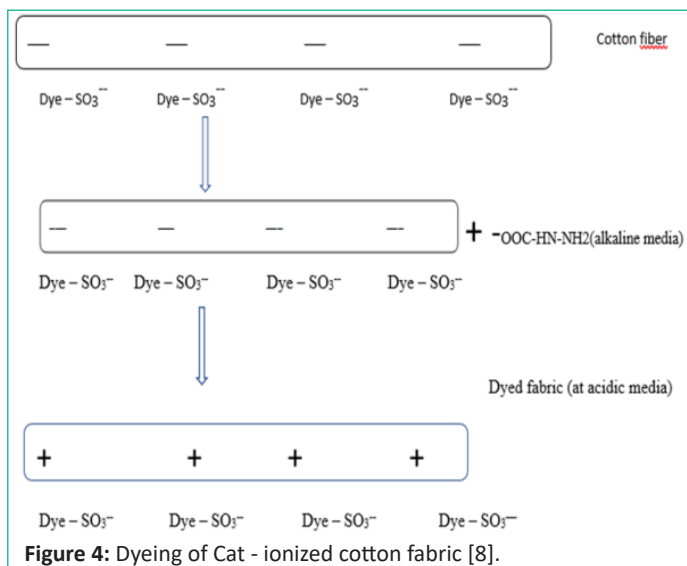 — — — — Cotton fiber
Dye – SO₃⁻⁻ Dye – SO₃⁻⁻ Dye – SO₃⁻⁻ Dye – SO₃⁻⁻
-- — -- -- + -OOC-HN-NH2(alkaline media)
Dye – SO₃⁻ Dye – SO₃⁻ Dye – SO₃⁻ Dye – SO₃⁻
Dyed fabric (at acidic media)
+ + + +
Dye – SO₃⁻ Dye – SO₃⁻ Dye – SO₃⁻ Dye – SO₃⁻
Figure 4: Dyeing of Cat - ionized cotton fabric [8].